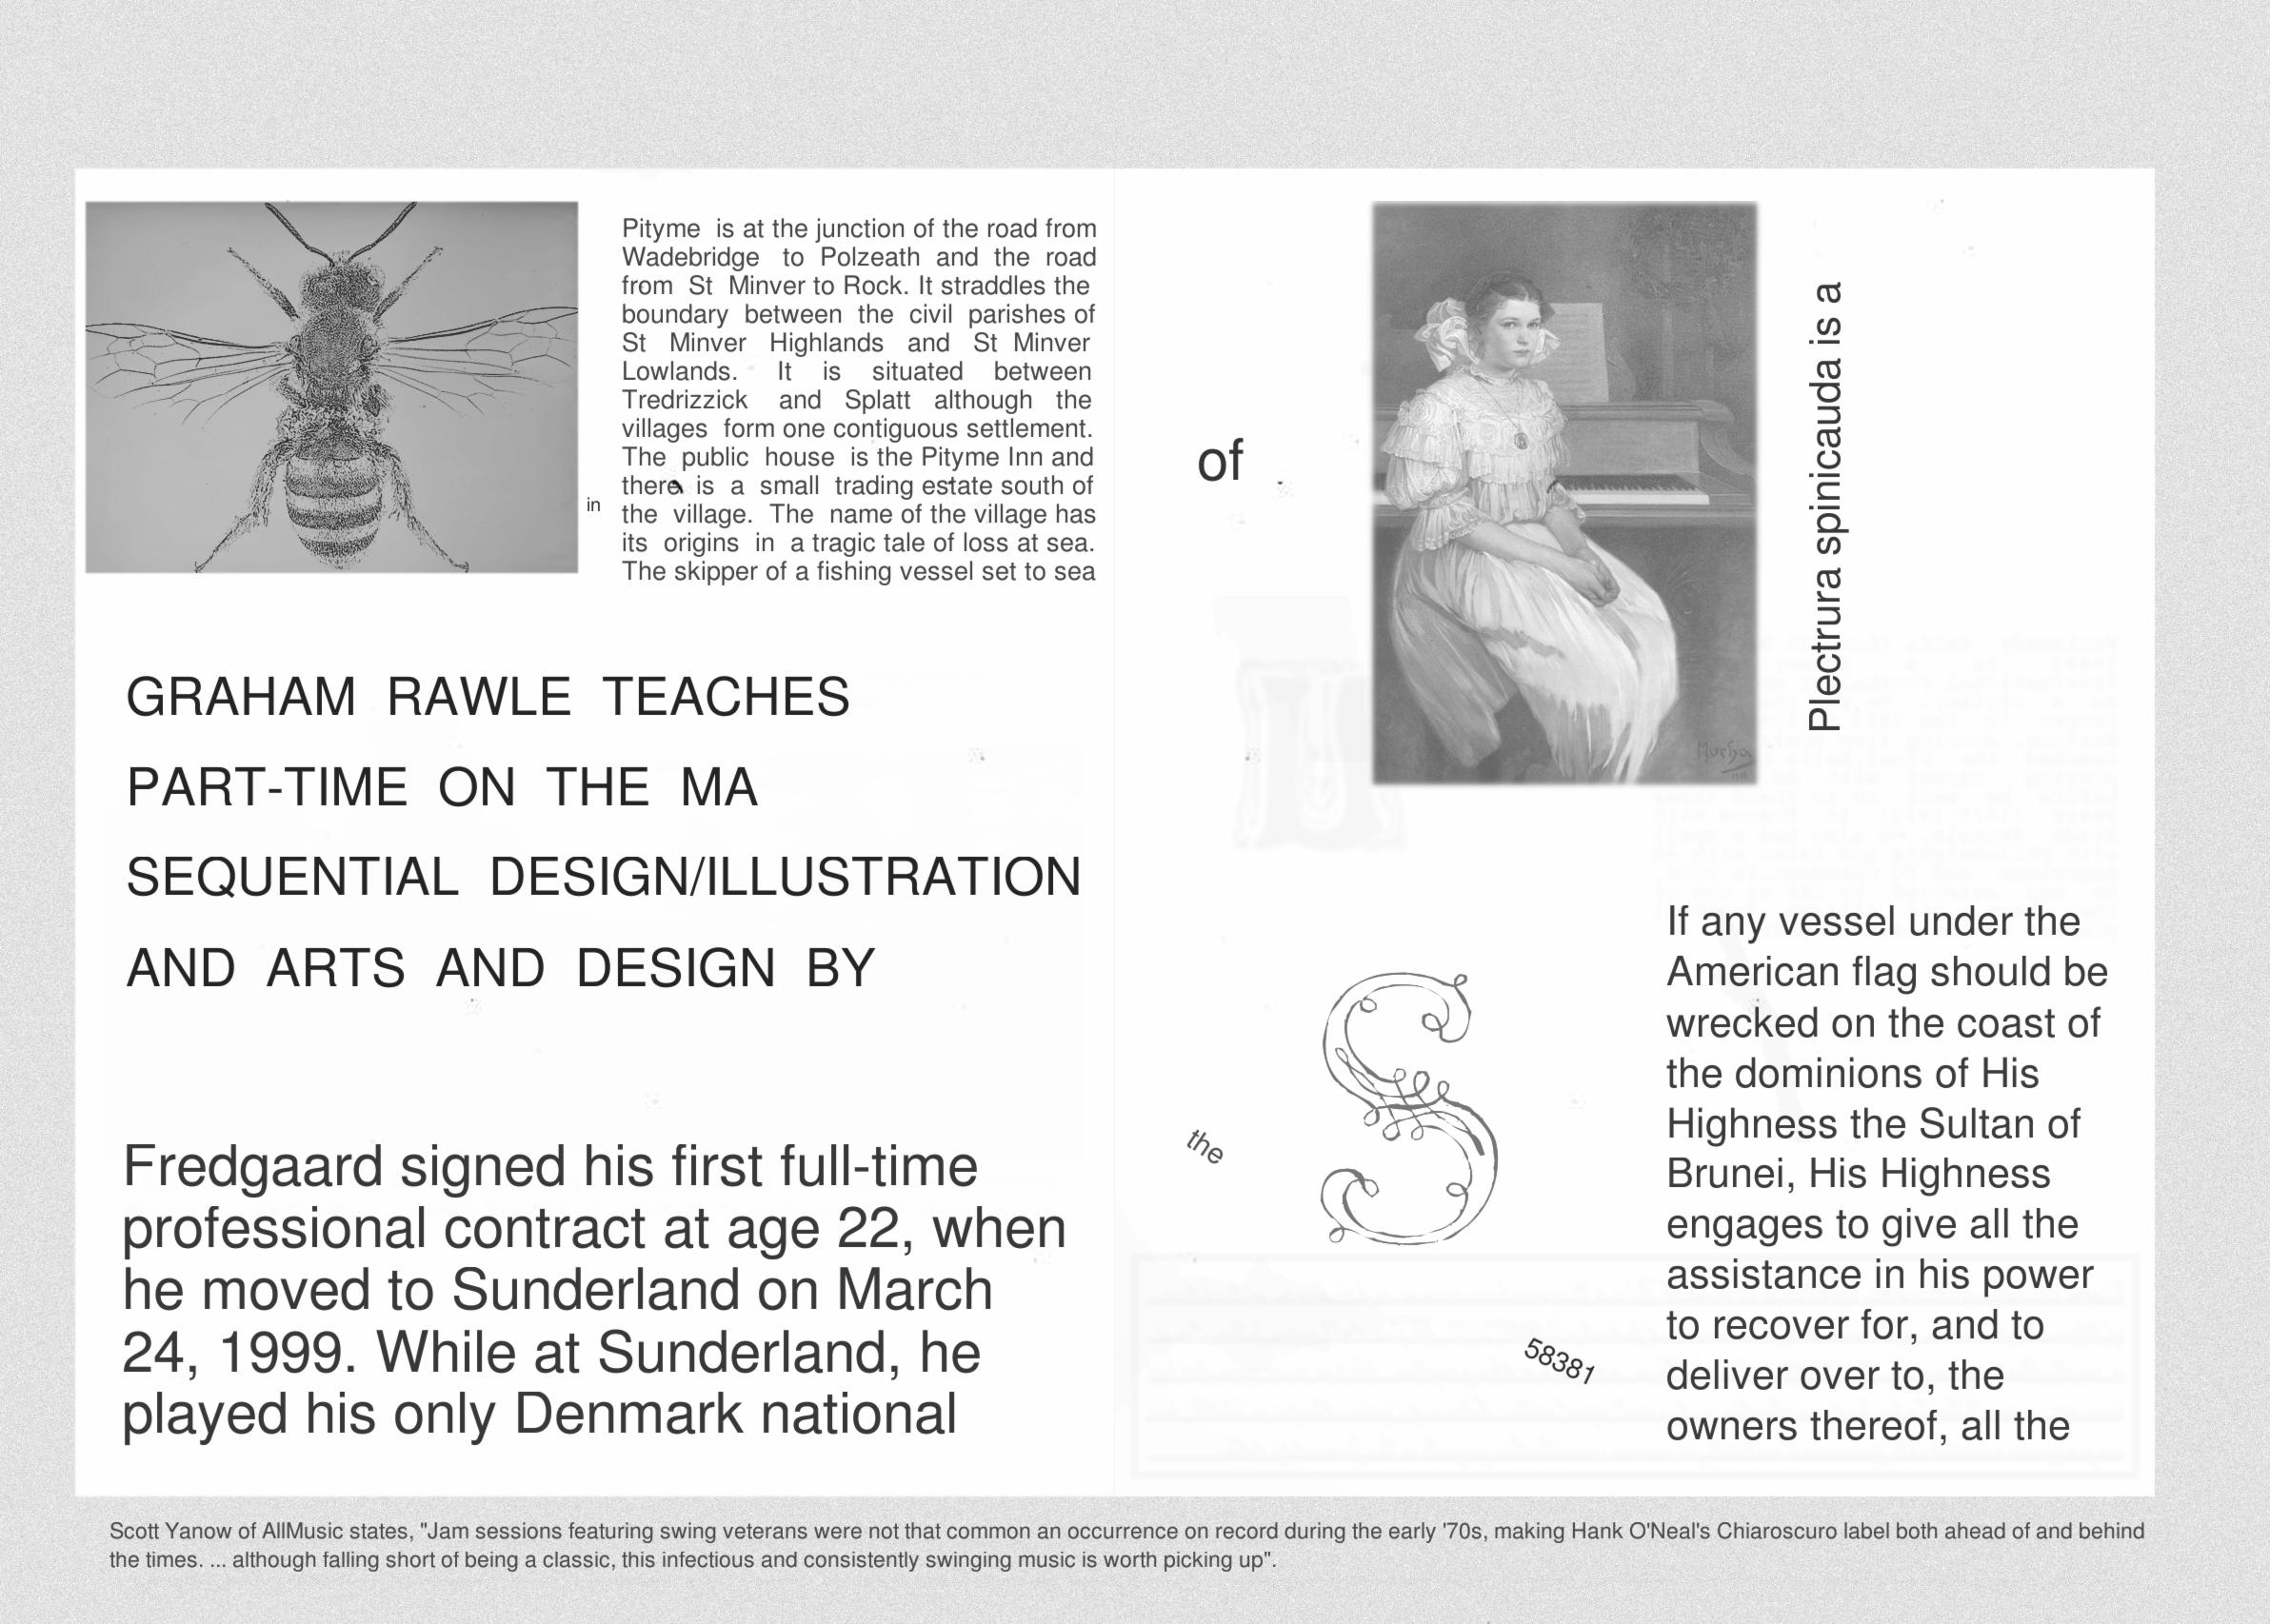 Pityme is at the junction of the road from
Wadebridge to Polzeath and the road
from St Minver to Rock. It straddles the
boundary between the civil parishes of
St Minver Highlands and St Minver
Lowlands. It is situated between
Tredrizzick and Splatt although the
villages form one contiguous settlement.
The public house is the Pityme Inn and
there is a small trading estate south of
the village. The name of the village has
its origins in a tragic tale of loss at sea.
The skipper of a fishing vessel set to sea
in
GRAHAM RAWLE TEACHES
PART-TIME ON THE MA
SEQUENTIAL DESIGN/ILLUSTRATION
AND ARTS AND DESIGN BY
Fredgaard signed his first full-time
professional contract at age 22, when
he moved to Sunderland on March
24, 1999. While at Sunderland, he
played his only Denmark national
of
Mucha
Plectrura spinicauda is a
the
S
58381
If any vessel under the
American flag should be
wrecked on the coast of
the dominions of His
Highness the Sultan of
Brunei, His Highness
engages to give all the
assistance in his power
to recover for, and to
deliver over to, the
owners thereof, all the
Scott Yanow of AllMusic states, "Jam sessions featuring swing veterans were not that common an occurrence on record during the early '70s, making Hank O'Neal's Chiaroscuro label both ahead of and behind
the times. ... although falling short of being a classic, this infectious and consistently swinging music is worth picking up".